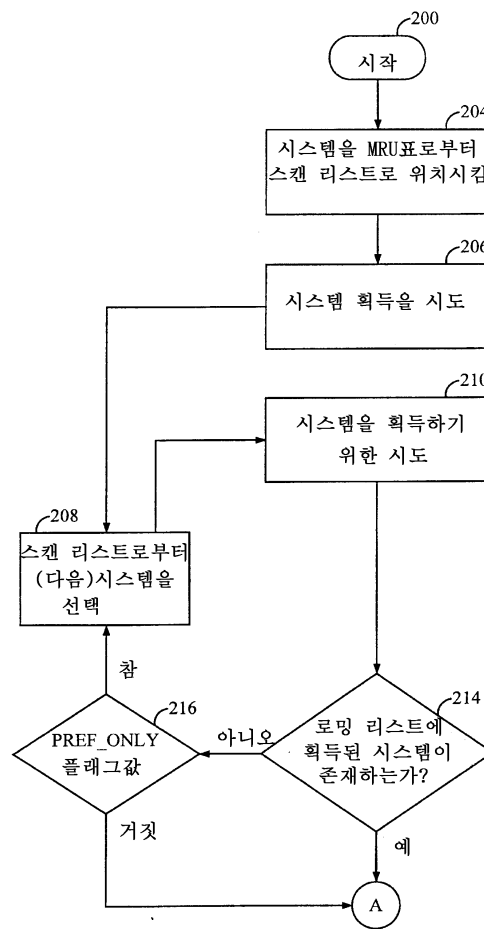 200
시작
204
시스템을 MRU표로부터
스캔 리스트로 위치시킴
206
시스템 획득을 시도
210
시스템을 획득하기
위한 시도
208
스캔 리스트로부터
(다음)시스템을
선택
참
216
PREF_ONLY
플래그값
아니오
214
로밍 리스트에
획득된 시스템이
존재하는가?
거짓
예
A